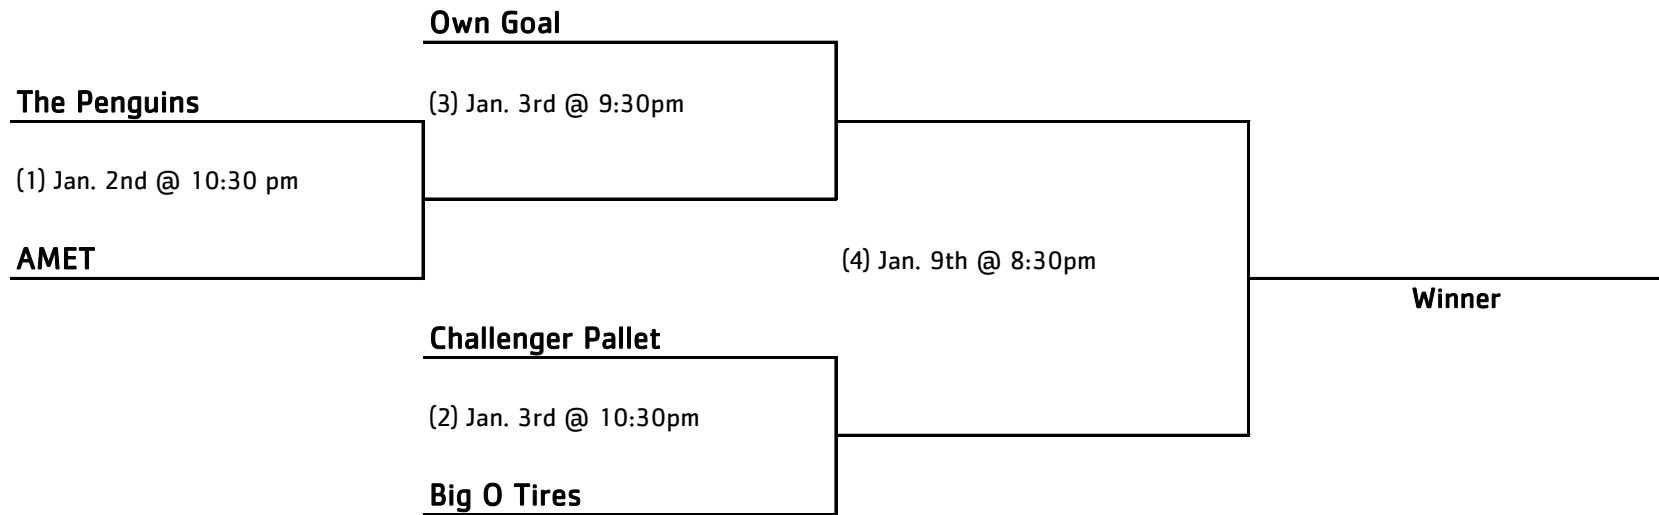 Own Goal
The Penguins
(3) Jan. 3rd @ 9:30pm
(1) Jan. 2nd @ 10:30 pm
AMET
(4) Jan. 9th @ 8:30pm
Winner
Challenger Pallet
(2) Jan. 3rd @ 10:30pm
Big O Tires